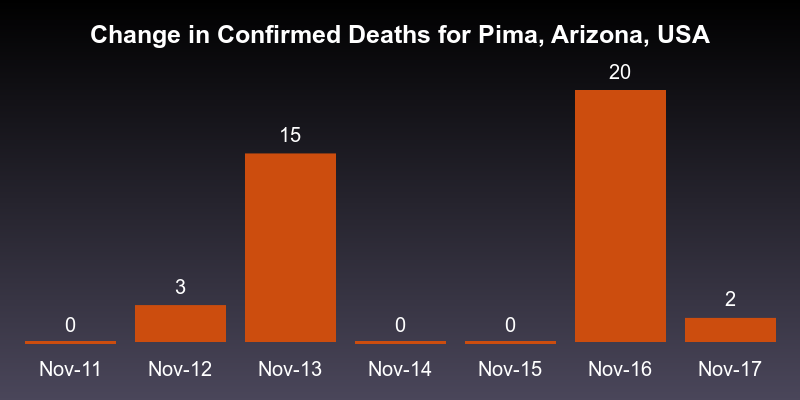 Change in Confirmed Deaths for Pima, Arizona, USA
0
3
15
0
0
20
2
Nov-11
Nov-12
Nov-13
Nov-14
Nov-15
Nov-16
Nov-17